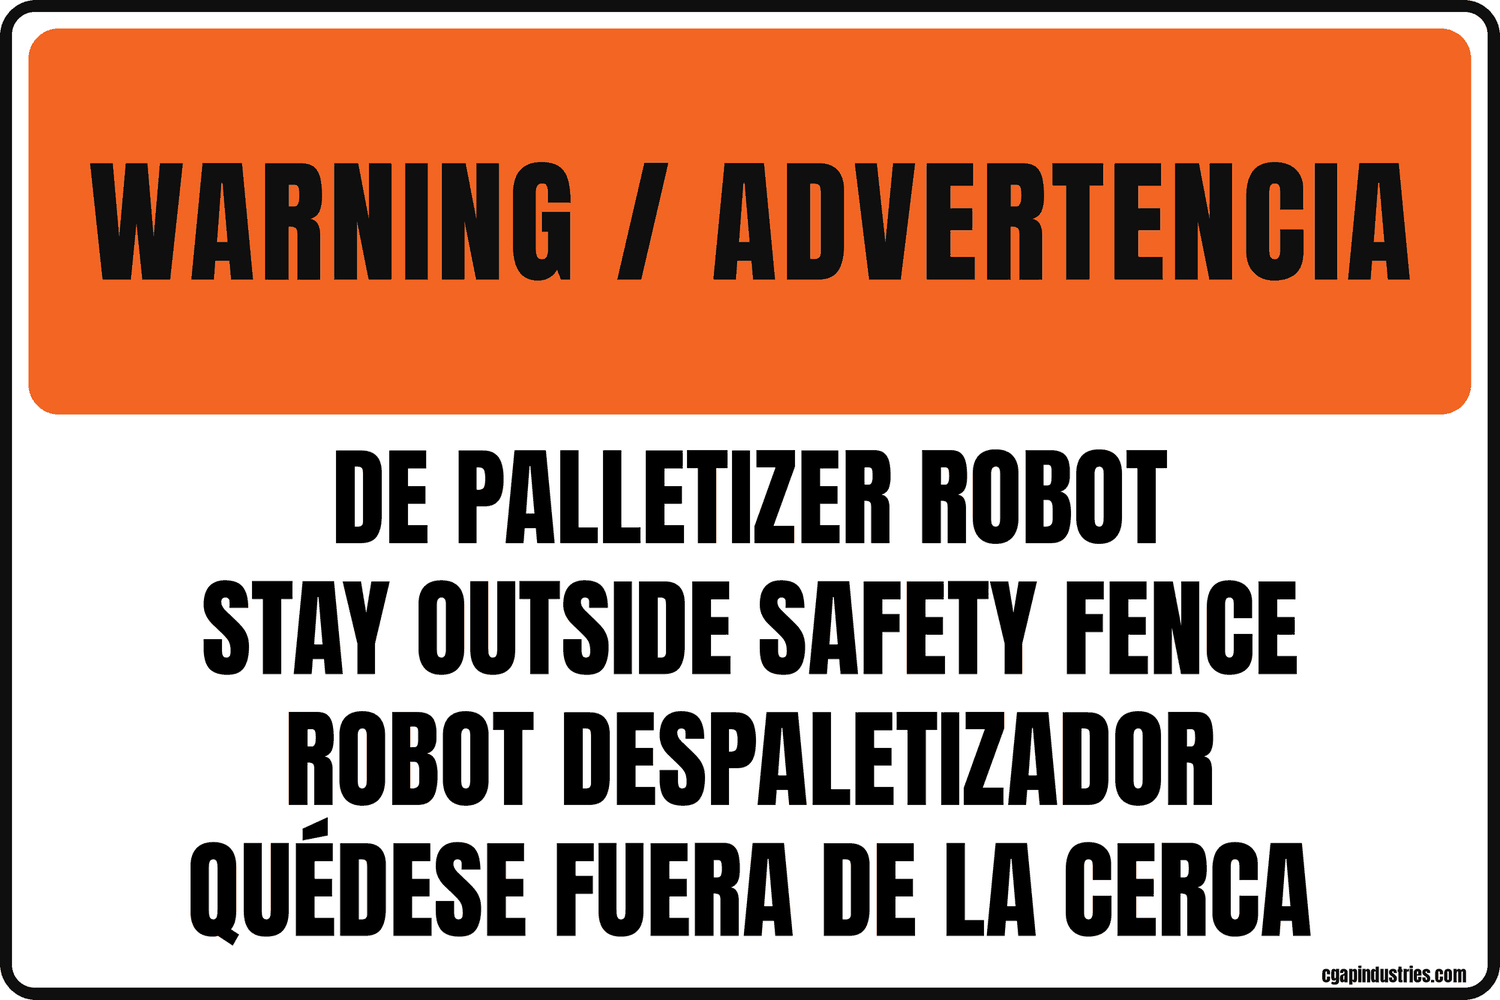 WARNING / ADVERTENCIA
DE PALLETIZER ROBOT
STAY OUTSIDE SAFETY FENCE
ROBOT DESPALETIZADOR
QUÉDESE FUERA DE LA CERCA
cgapindustries.com